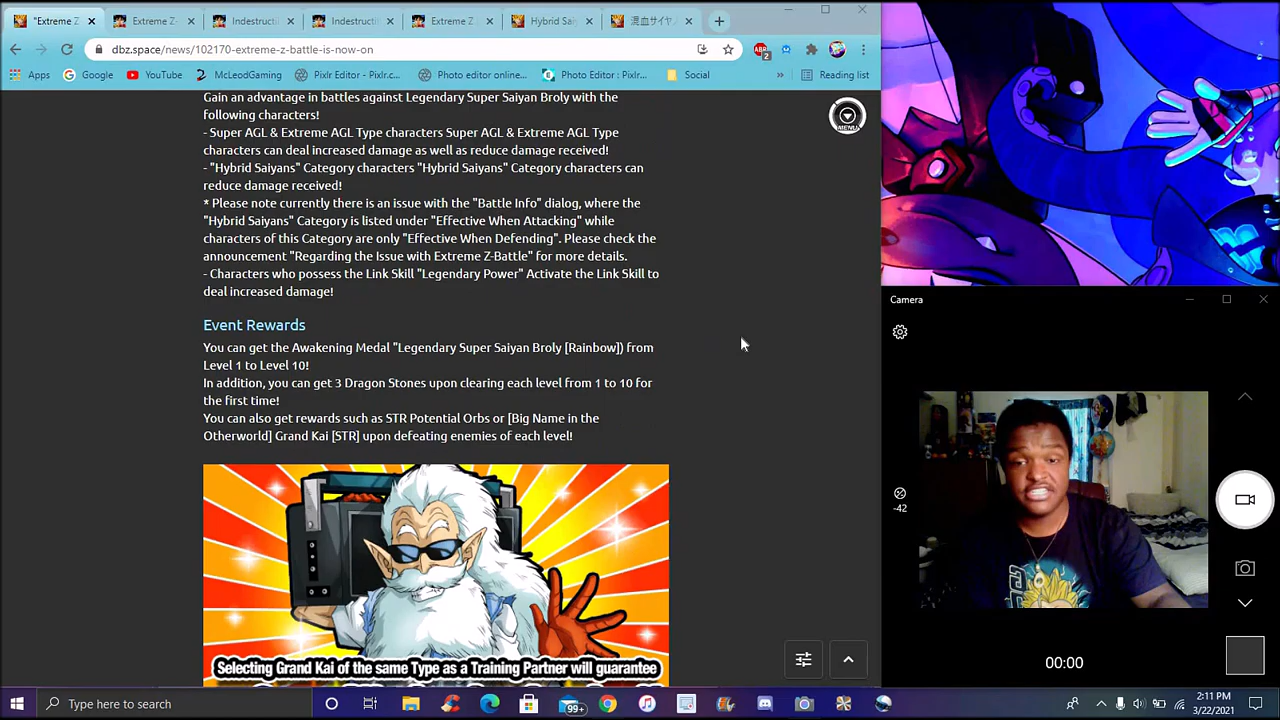 "Extreme Z
Extreme Z-
Indestructi
Indestructi
Extreme Z
Hybrid Sai
混血サイヤ
dbz.space/news/102170-extreme-z-battle-is-now-on
ABP
2
Apps
Google
YouTube
McLeodGaming
Pixlr Editor - Pixlr.c...
Photo editor online...
Photo Editor : Pixlr...
Social
»
Reading list
Gain an advantage in battles against Legendary Super Saiyan Broly with the
following characters!
- Super AGL & Extreme AGL Type characters Super AGL & Extreme AGL Type
characters can deal increased damage as well as reduce damage received!
- "Hybrid Saiyans" Category characters "Hybrid Saiyans" Category characters can
reduce damage received!
* Please note currently there is an issue with the "Battle Info" dialog, where the
"Hybrid Saiyans" Category is listed under "Effective When Attacking" while
characters of this Category are only "Effective When Defending". Please check the
announcement "Regarding the Issue with Extreme Z-Battle" for more details.
- Characters who possess the Link Skill "Legendary Power" Activate the Link Skill to
deal increased damage!
MENU
Event Rewards
You can get the Awakening Medal "Legendary Super Saiyan Broly [Rainbow]) from
Level 1 to Level 10!
In addition, you can get 3 Dragon Stones upon clearing each level from 1 to 10 for
the first time!
You can also get rewards such as STR Potential Orbs or [Big Name in the
Otherworld] Grand Kai [STR] upon defeating enemies of each level!
Selecting Grand Kai of the same Type as a Training Partner will guarantee
Camera
-42
00:00
Type here to search
99+
2:11 PM
3/22/2021